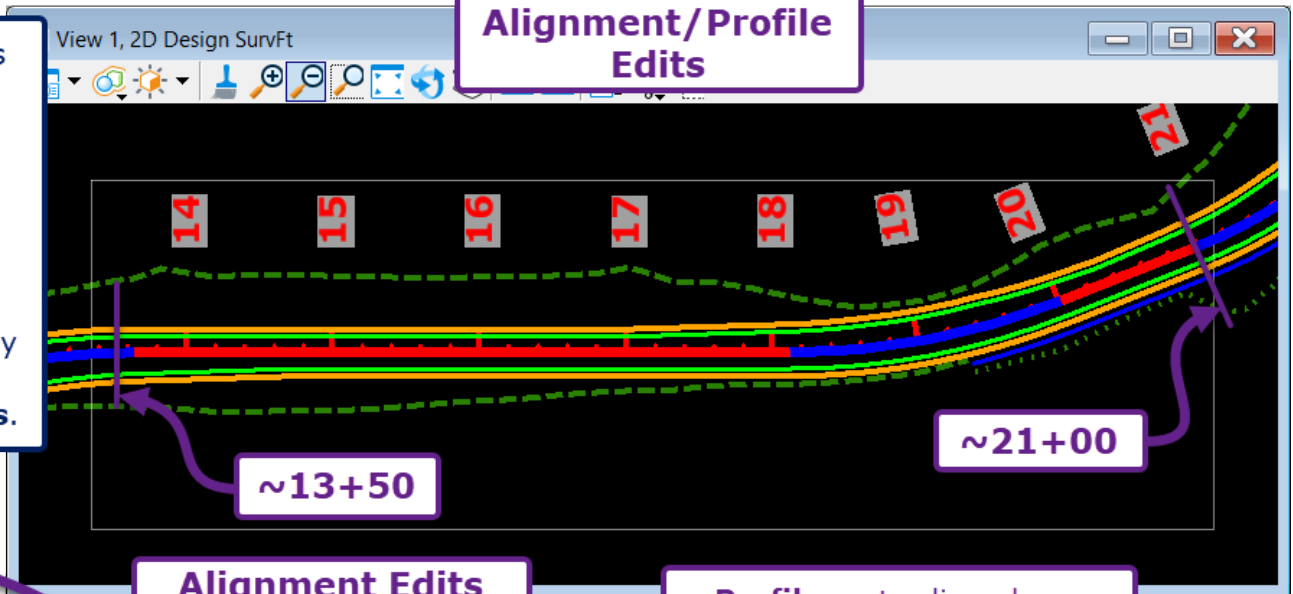 Alignment/Profile
Edits
View 1, 2D Design SurvFt
s
y
s.
14
15
16
17
18
19
20
21
~13+50
~21+00
Alignment Edits